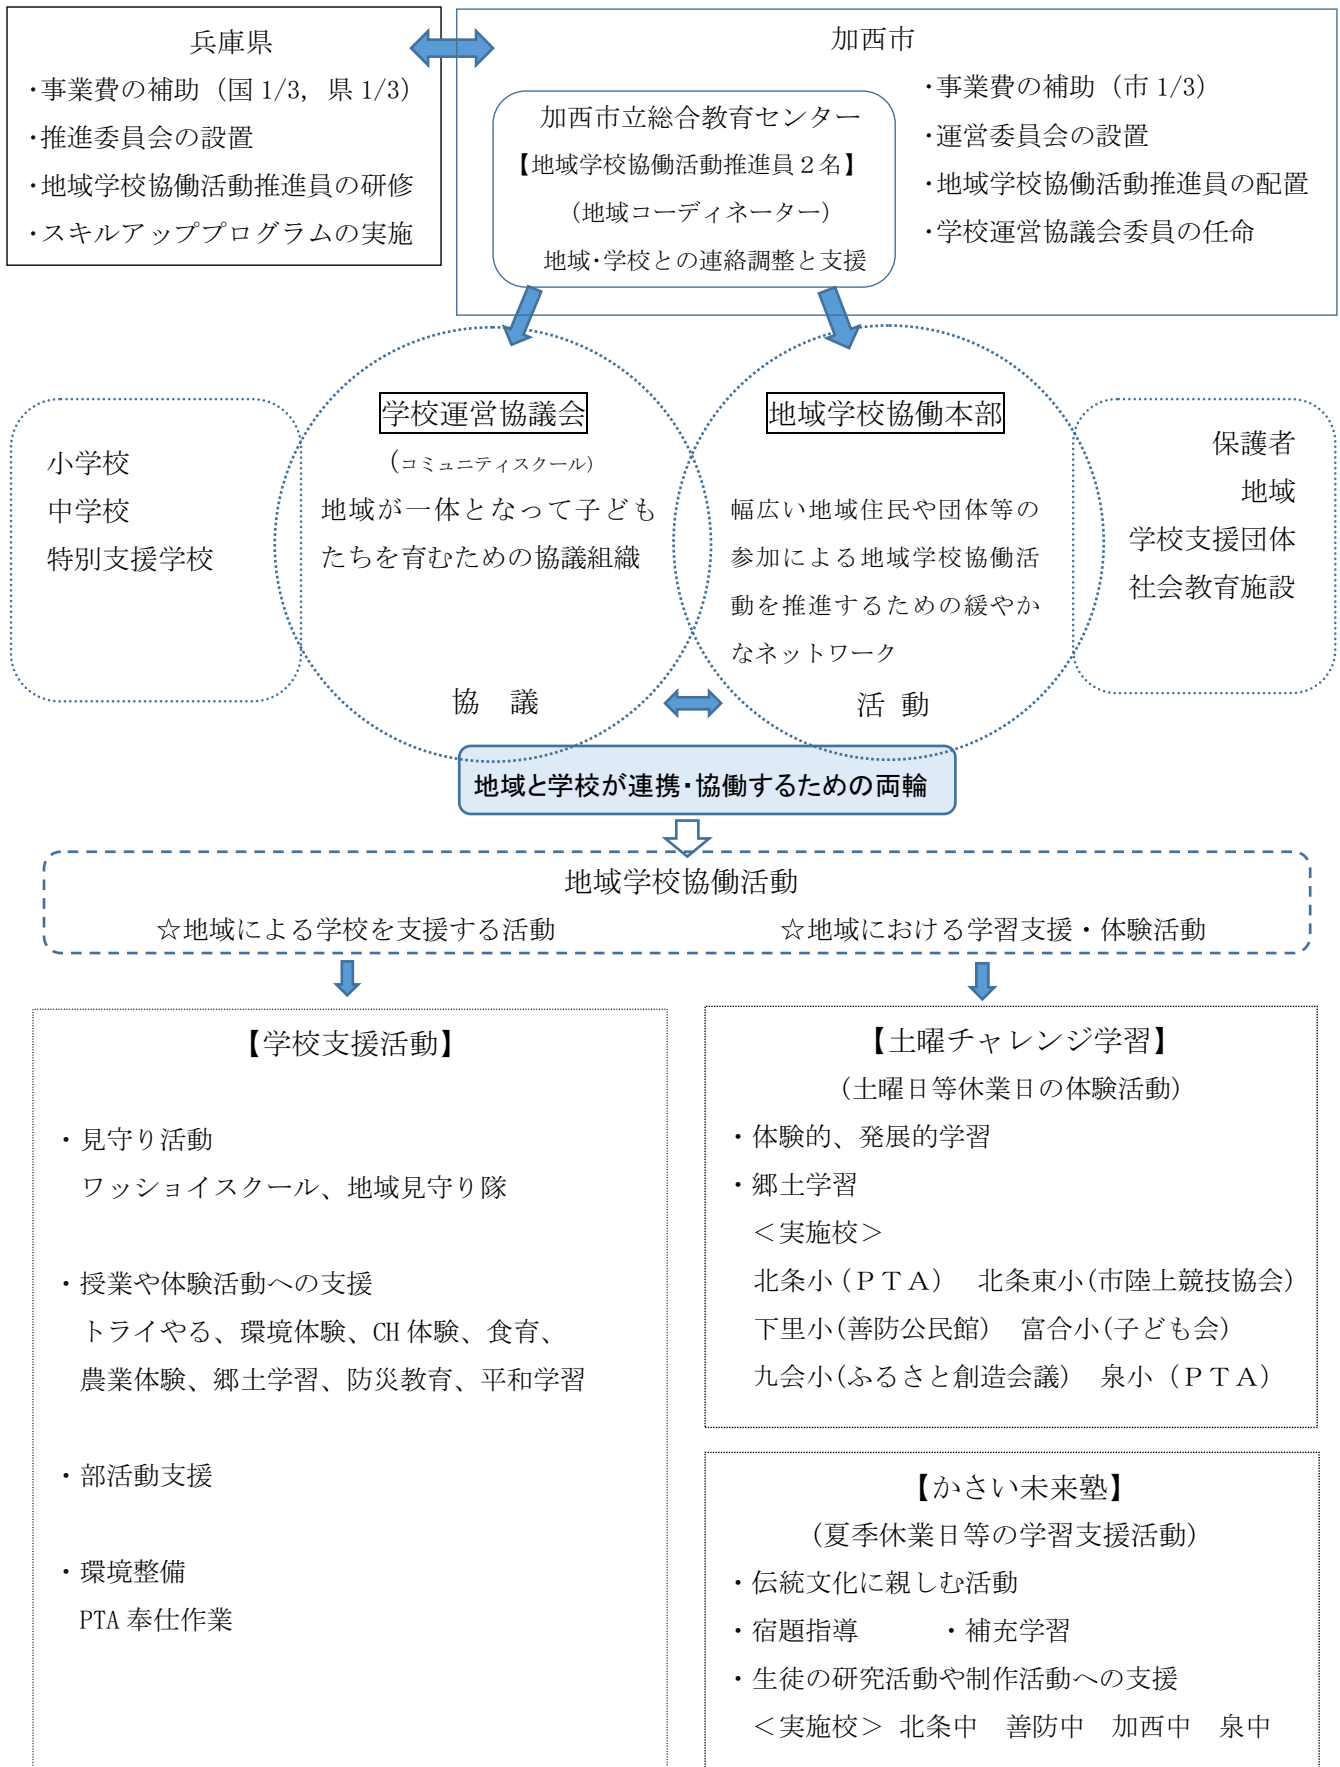 兵庫県
・事業費の補助（国 1/3, 県 1/3）
・推進委員会の設置
・地域学校協働活動推進員の研修
・スキルアッププログラムの実施
加西市
加西市立総合教育センター
【地域学校協働活動推進員２名】
（地域コーディネーター）
地域・学校との連絡調整と支援
・事業費の補助（市 1/3）
・運営委員会の設置
・地域学校協働活動推進員の配置
・学校運営協議会委員の任命
小学校
中学校
特別支援学校
学校運営協議会
（コミュニティスクール）
地域が一体となって子ども
たちを育むための協議組織
協　議
地域学校協働本部
幅広い地域住民や団体等の
参加による地域学校協働活
動を推進するための緩やか
なネットワーク
活 動
保護者
地域
学校支援団体
社会教育施設
地域と学校が連携・協働するための両輪
地域学校協働活動
☆地域による学校を支援する活動
☆地域における学習支援・体験活動
【学校支援活動】
・見守り活動
ワッショイスクール、地域見守り隊
・授業や体験活動への支援
トライやる、環境体験、CH 体験、食育、
農業体験、郷土学習、防災教育、平和学習
・部活動支援
・環境整備
PTA 奉仕作業
【土曜チャレンジ学習】
（土曜日等休業日の体験活動）
・体験的、発展的学習
・郷土学習
＜実施校＞
北条小（ＰＴＡ）　北条東小(市陸上競技協会)
下里小(善防公民館)　富合小(子ども会)
九会小(ふるさと創造会議)　泉小（ＰＴＡ）
【かさい未来塾】
（夏季休業日等の学習支援活動）
・伝統文化に親しむ活動
・宿題指導　　・補充学習
・生徒の研究活動や制作活動への支援
＜実施校＞ 北条中　善防中　加西中　泉中